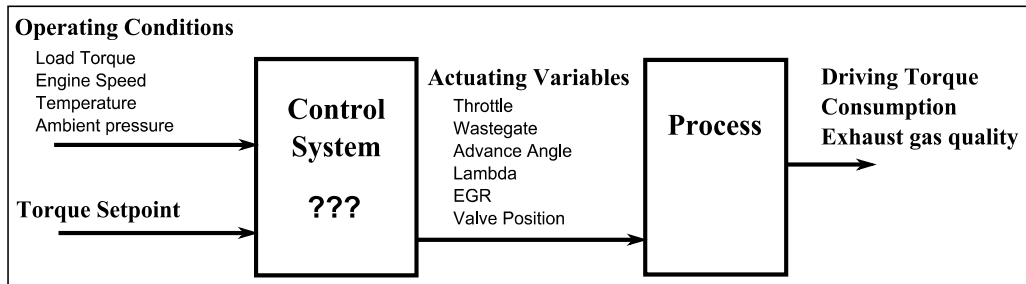 Operating Conditions
Load Torque
Engine Speed
Temperature
Ambient pressure
Torque Setpoint
Control
System
???
Actuating Variables
Throttle
Wastegate
Advance Angle
Lambda
EGR
Valve Position
Process
Driving Torque
Consumption
Exhaust gas quality